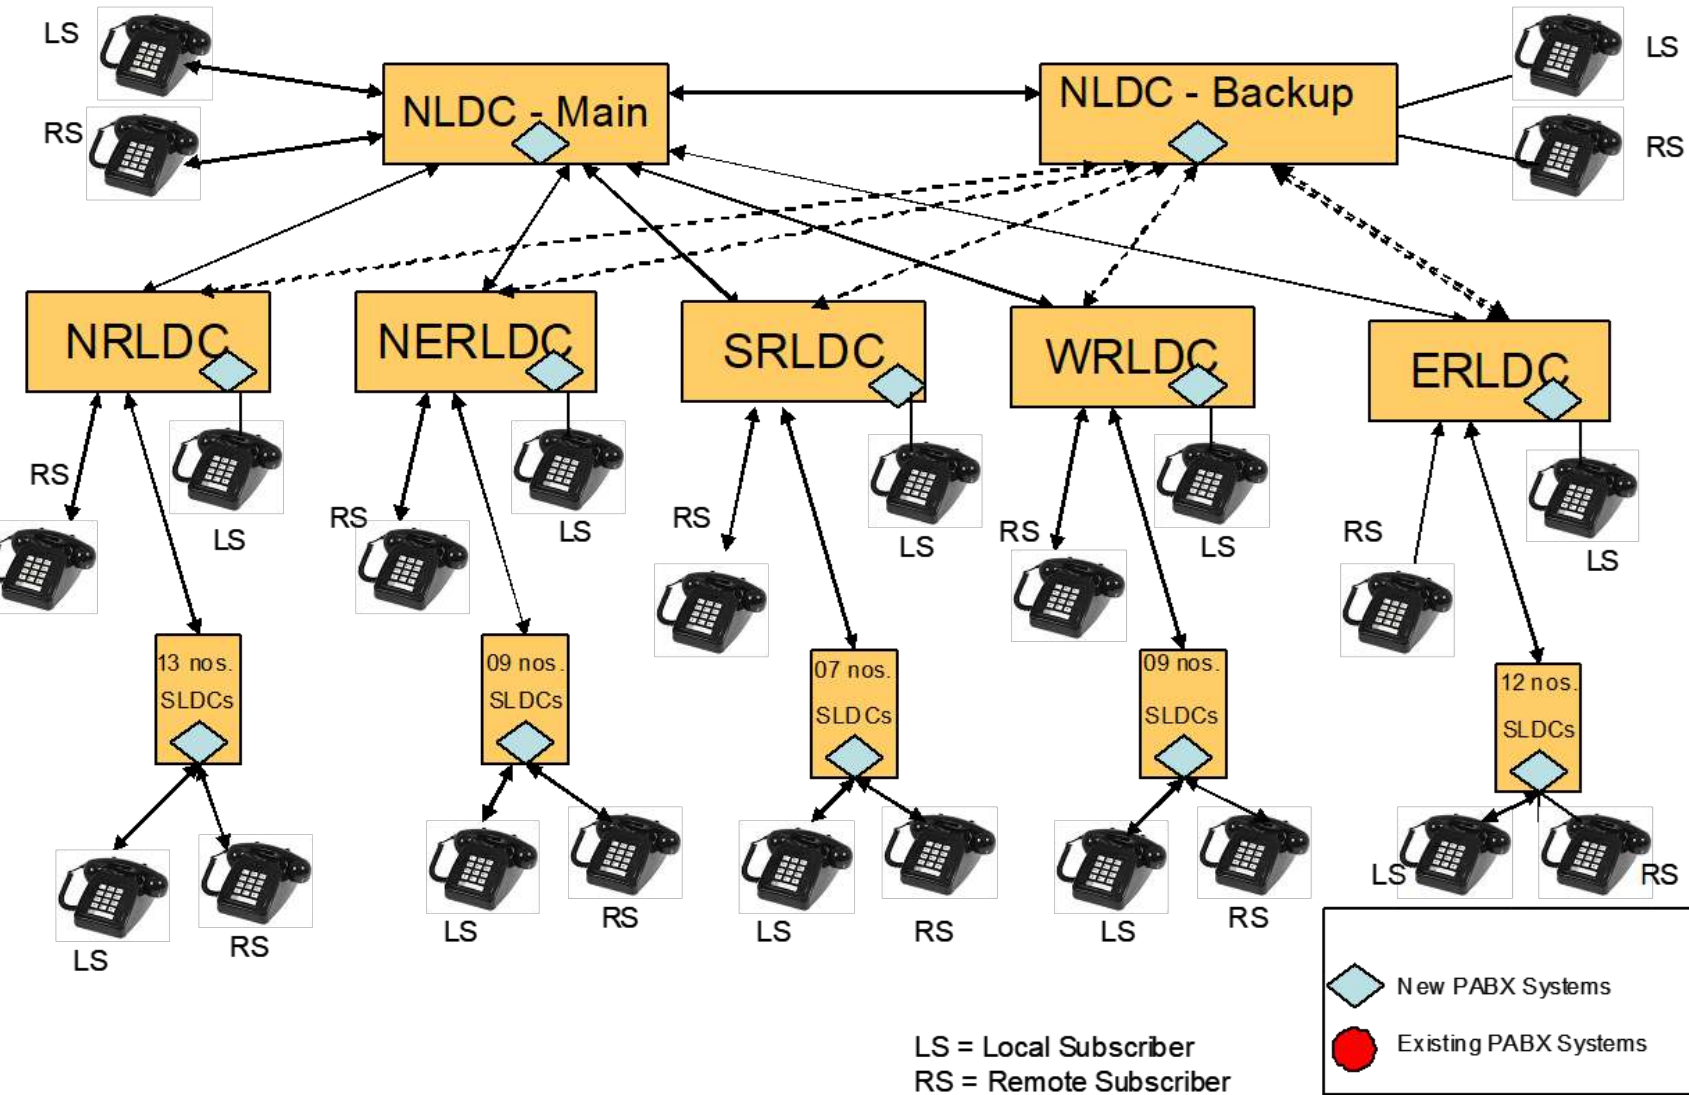 LS
LS
NLDC - Main
NLDC - Backup
RS
RS
NRLDC
NERLDC
SRLDC
WRLDC
ERLDC
RS
LS
RS
LS
RS
LS
RS
LS
RS
LS
13 nos.
SLDCs
09 nos.
SLDCs
07 nos.
SLDCs
09 nos.
SLDCs
12 nos.
SLDCs
LS
RS
LS
RS
LS
RS
LS
RS
LS
RS
New PABX Systems
Existing PABX Systems
LS = Local Subscriber
RS = Remote Subscriber